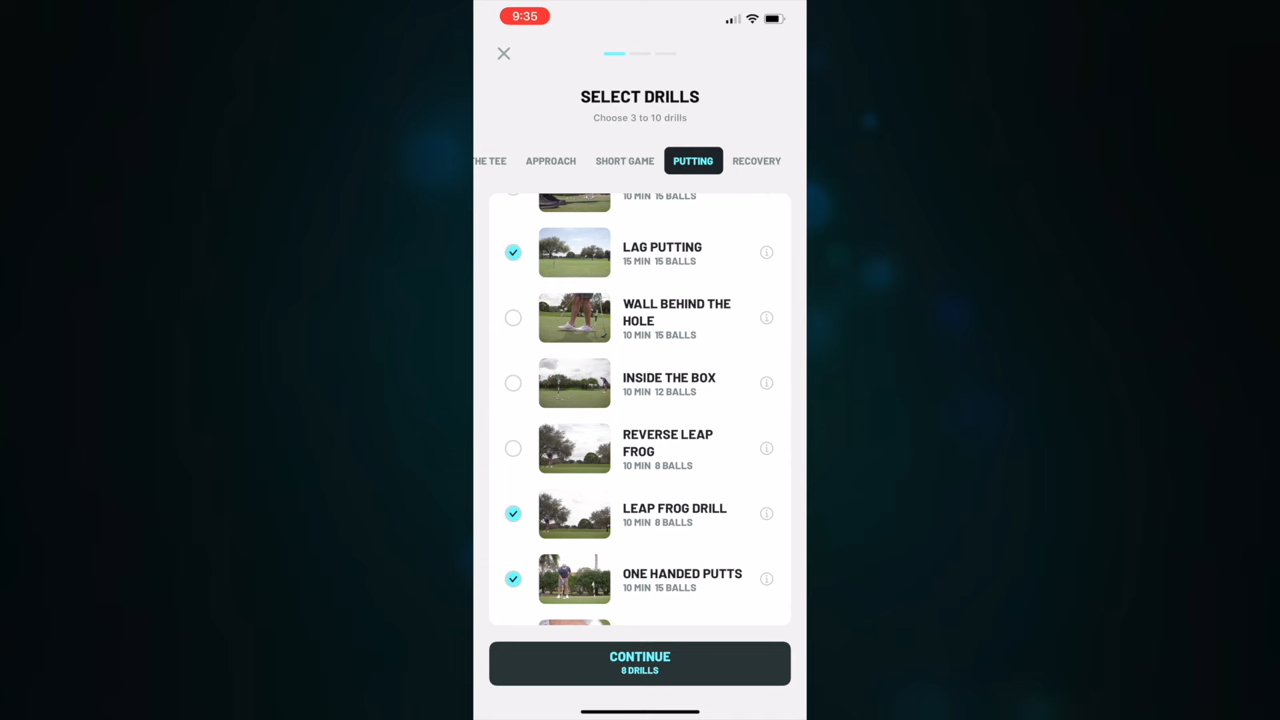 9:35
SELECT DRILLS
Choose 3 to 10 drills
HE TEE APPROACH SHORT GAME PUTTING RECOVERY
10 MIN 15 BALLS
LAG PUTTING
15 MIN 15 BALLS
WALL BEHIND THE
HOLE
10 MIN 15 BALLS
INSIDE THE BOX
10 MIN 12 BALLS
REVERSE LEAP
FROG
10 MIN 8 BALLS
LEAP FROG DRILL
10 MIN 8 BALLS
ONE HANDED PUTTS
10 MIN 15 BALLS
CONTINUE
8 DRILLS